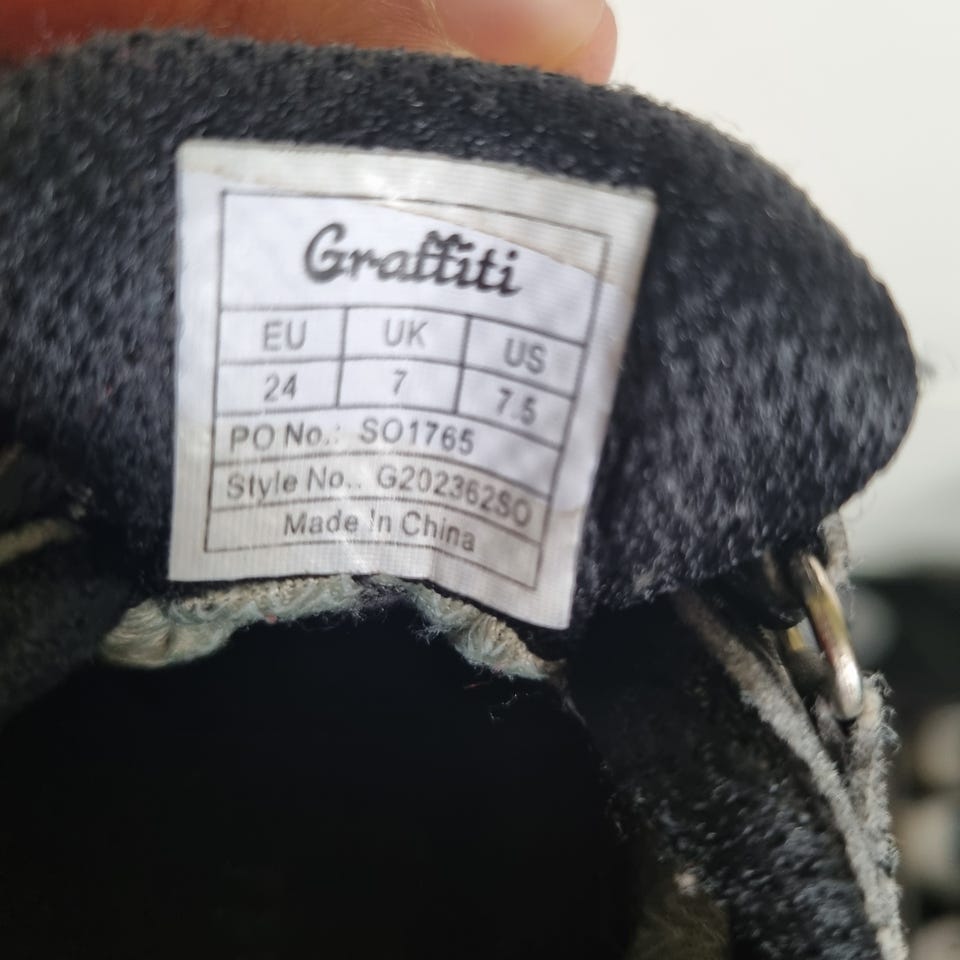 Graffiti
EU UK US
24 7 7.5
PO No.: SO1765
Style No.. G202362SO
Made In China